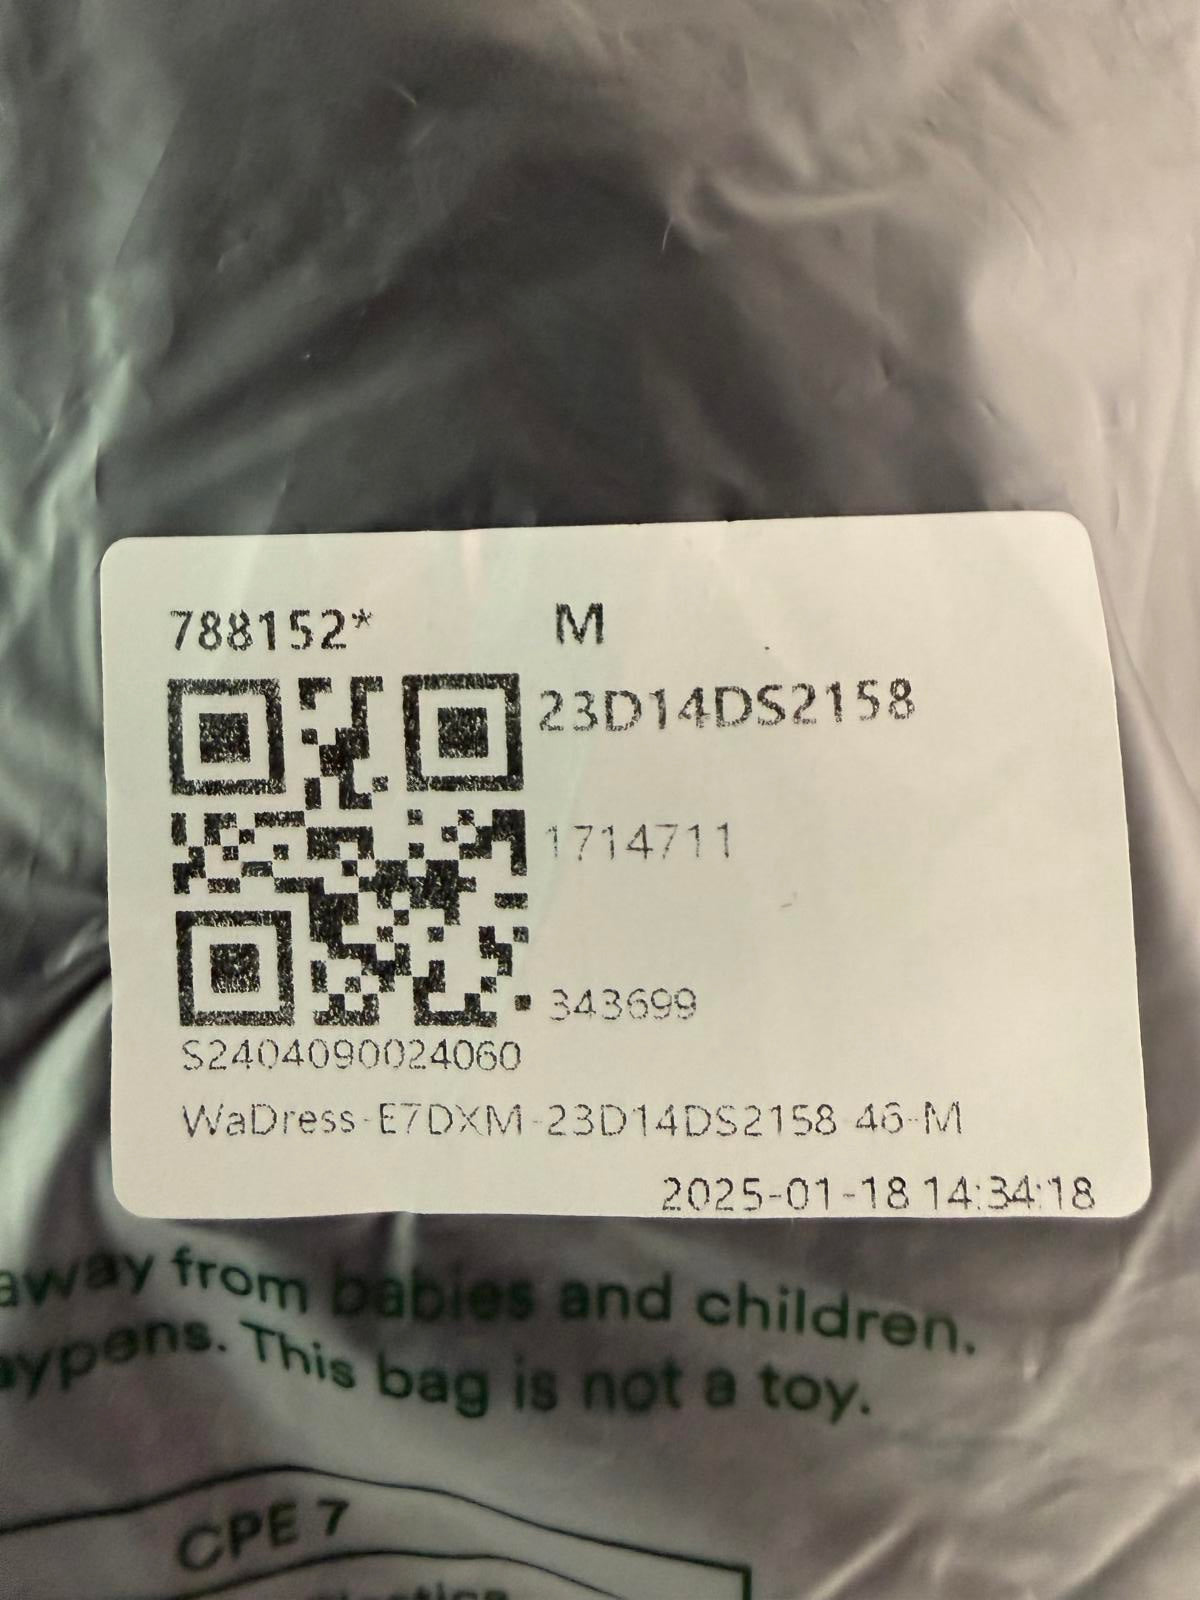 788152* M
23D14DS2158
1714711
343699
S2404090024060
WaDress-E7DXM-23D14DS2158-46-M
2025-01-18 14:34:18
away from babies and children.
This bag is not a toy.
CPE 7